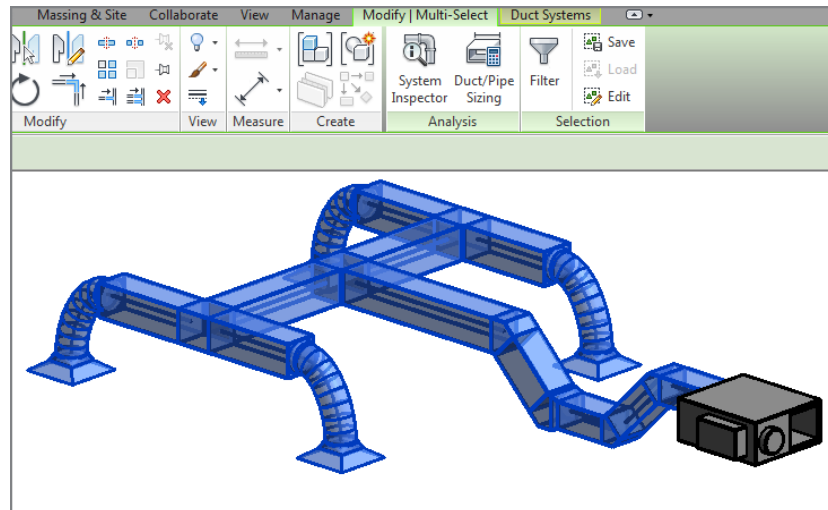 Massing & Site Collaborate View Manage Modify | Multi-Select Duct Systems
Save
System Inspector Duct/Pipe Sizing Filter Load
Edit
Modify View Measure Create Analysis Selection